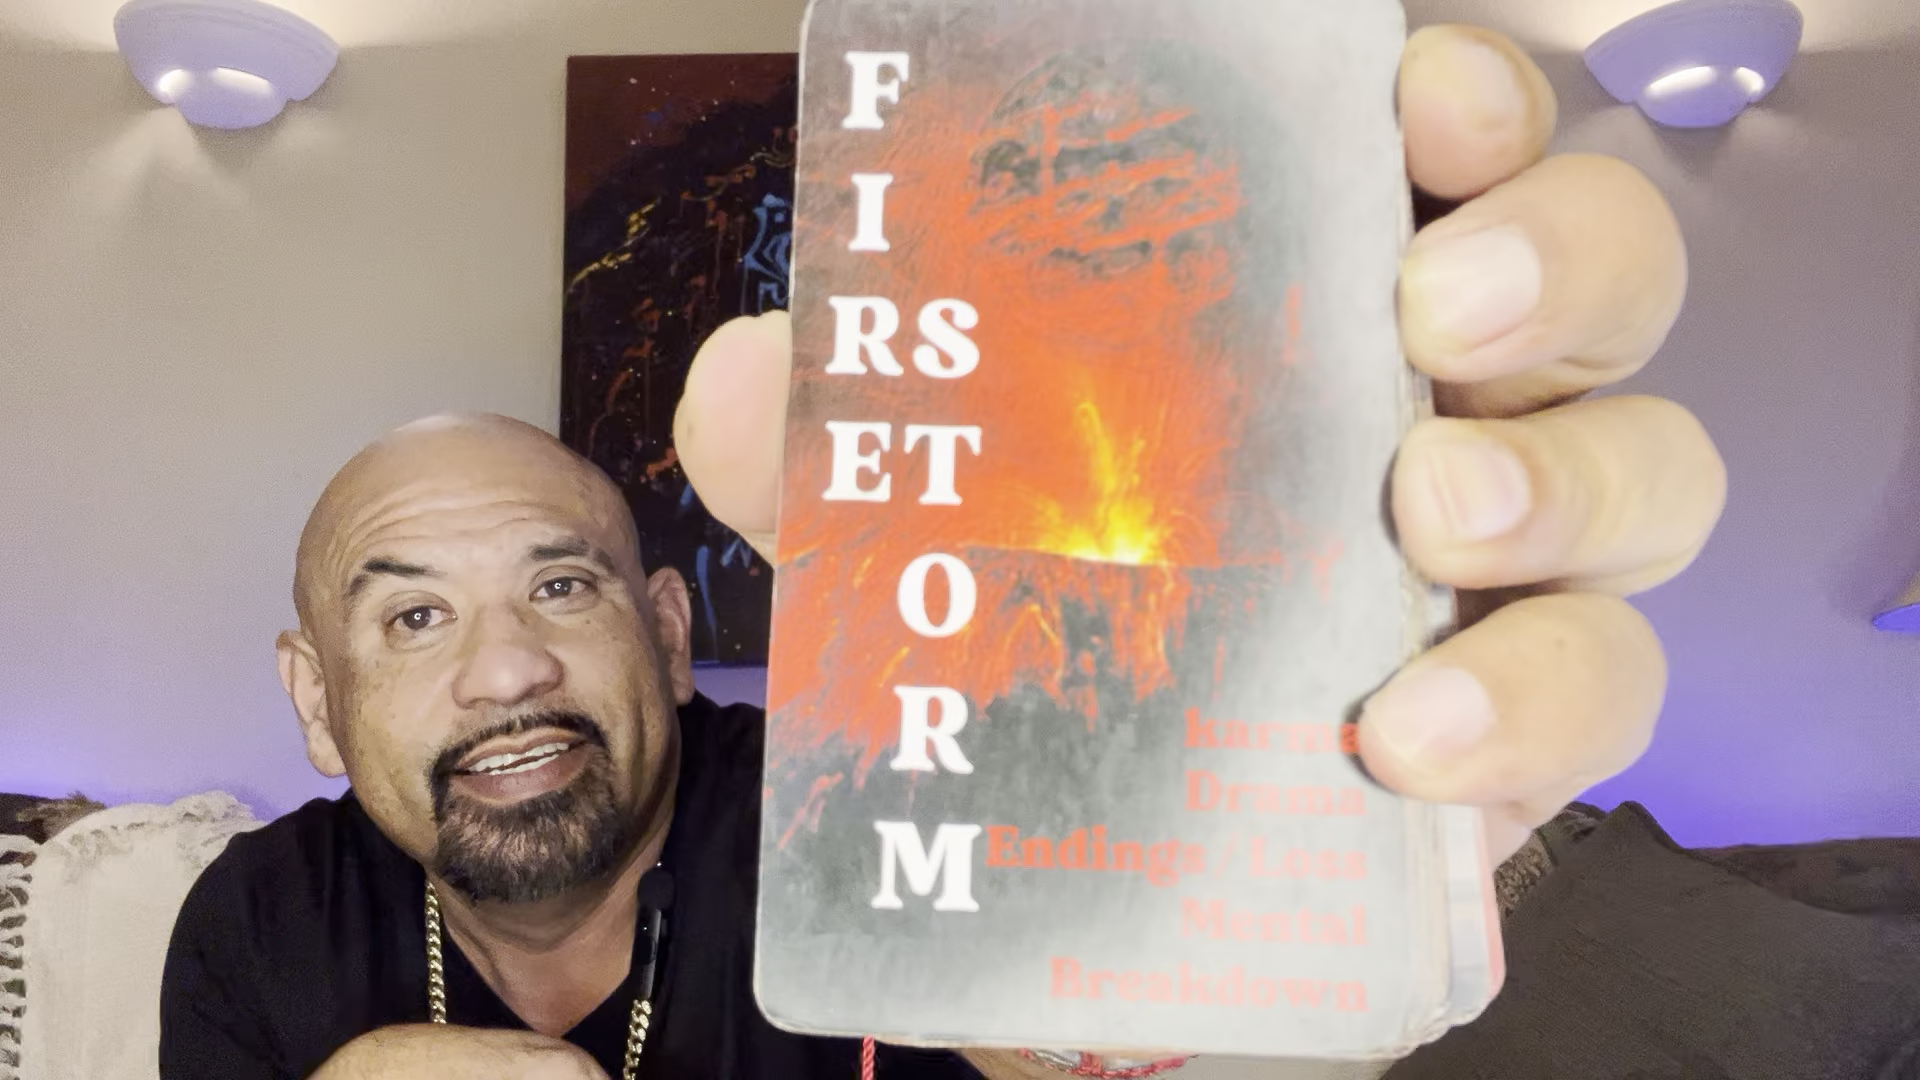 FIRE
STORM
karma
Drama
Endings / Loss
Mental
Breakdown